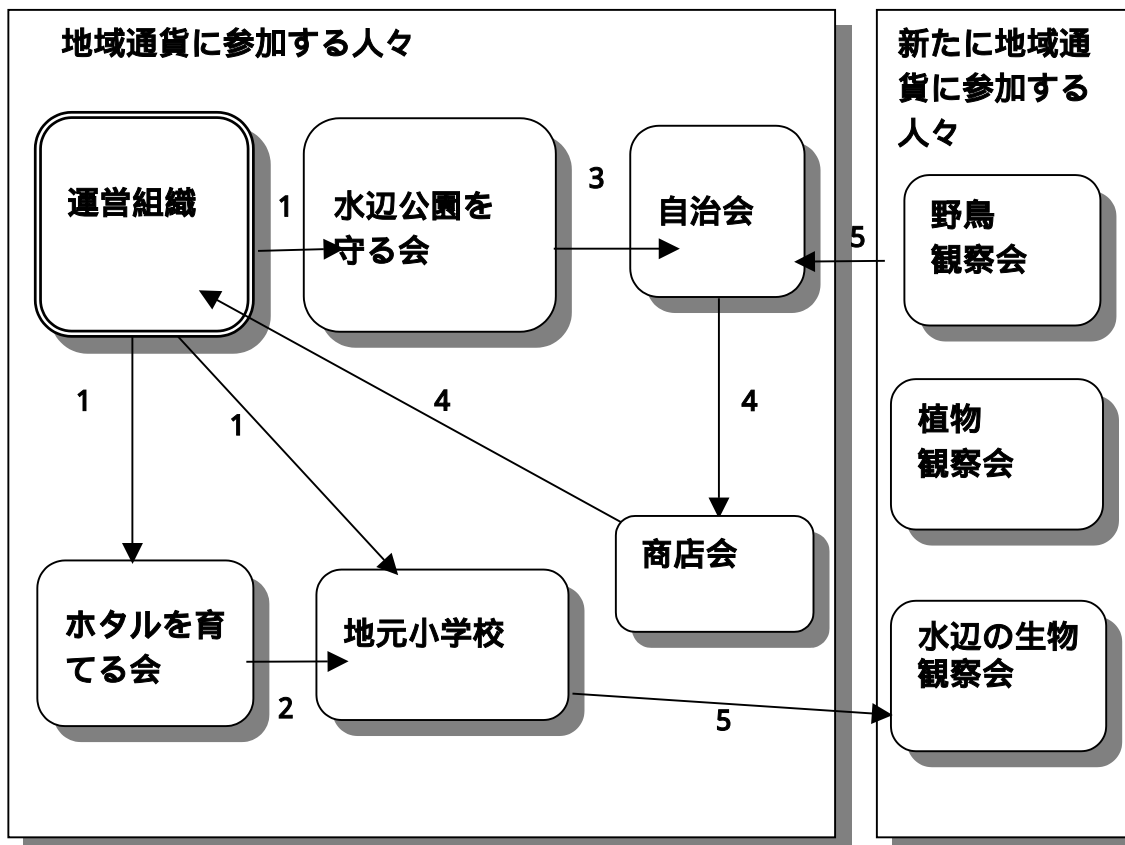 地域通貨に参加する人々
新たに地域通
貨に参加する
人々
運営組織
1
水辺公園を
守る会
3
自治会
5
野鳥
観察会
1
1
4
4
植物
観察会
商店会
ホタルを育
てる会
2
地元小学校
5
水辺の生物
観察会